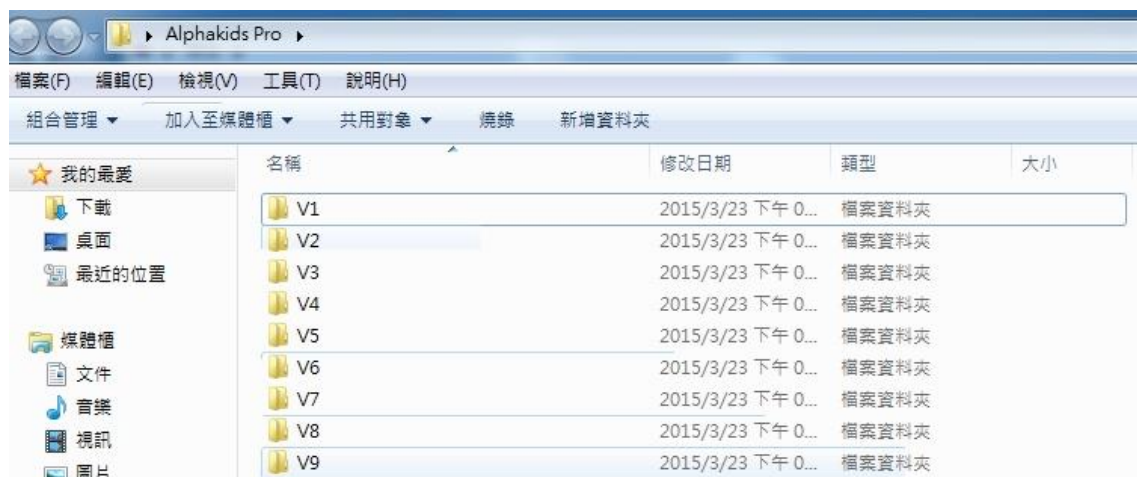 Alphakids Pro
檔案(F) 編輯(E) 檢視(V) 工具(T) 說明(H)
組合管理 加入至媒體櫃 共用對象 燒錄 新增資料夾
我的最愛
下載
桌面
最近的位置
媒體櫃
文件
音樂
視訊
圖片
名稱 修改日期 類型 大小
V1 2015/3/23 下午 0... 檔案資料夾
V2 2015/3/23 下午 0... 檔案資料夾
V3 2015/3/23 下午 0... 檔案資料夾
V4 2015/3/23 下午 0... 檔案資料夾
V5 2015/3/23 下午 0... 檔案資料夾
V6 2015/3/23 下午 0... 檔案資料夾
V7 2015/3/23 下午 0... 檔案資料夾
V8 2015/3/23 下午 0... 檔案資料夾
V9 2015/3/23 下午 0... 檔案資料夾